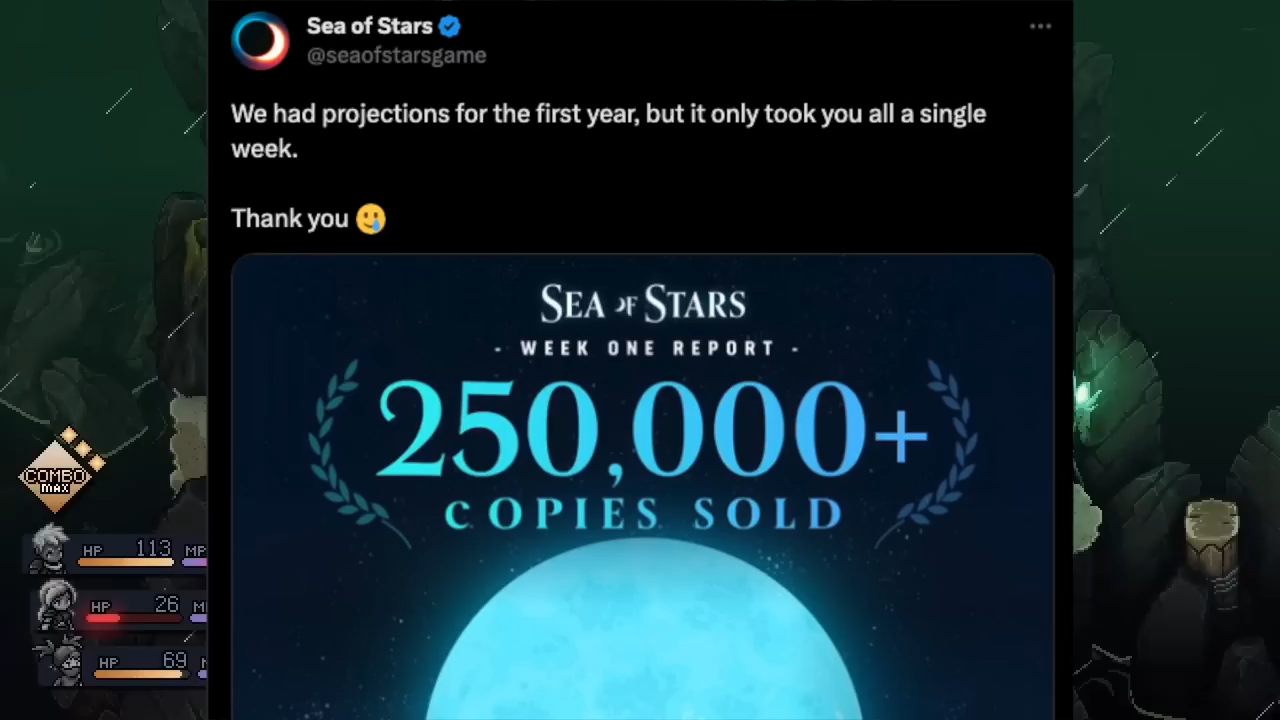 Sea of Stars
@seaofstarsgame
We had projections for the first year, but it only took you all a single
week.
Thank you 🥲
SEA OF STARS
- WEEK ONE REPORT -
250,000+
COPIES SOLD
COMBO
MAX
HP 113 MP
HP 26 M
HP 69